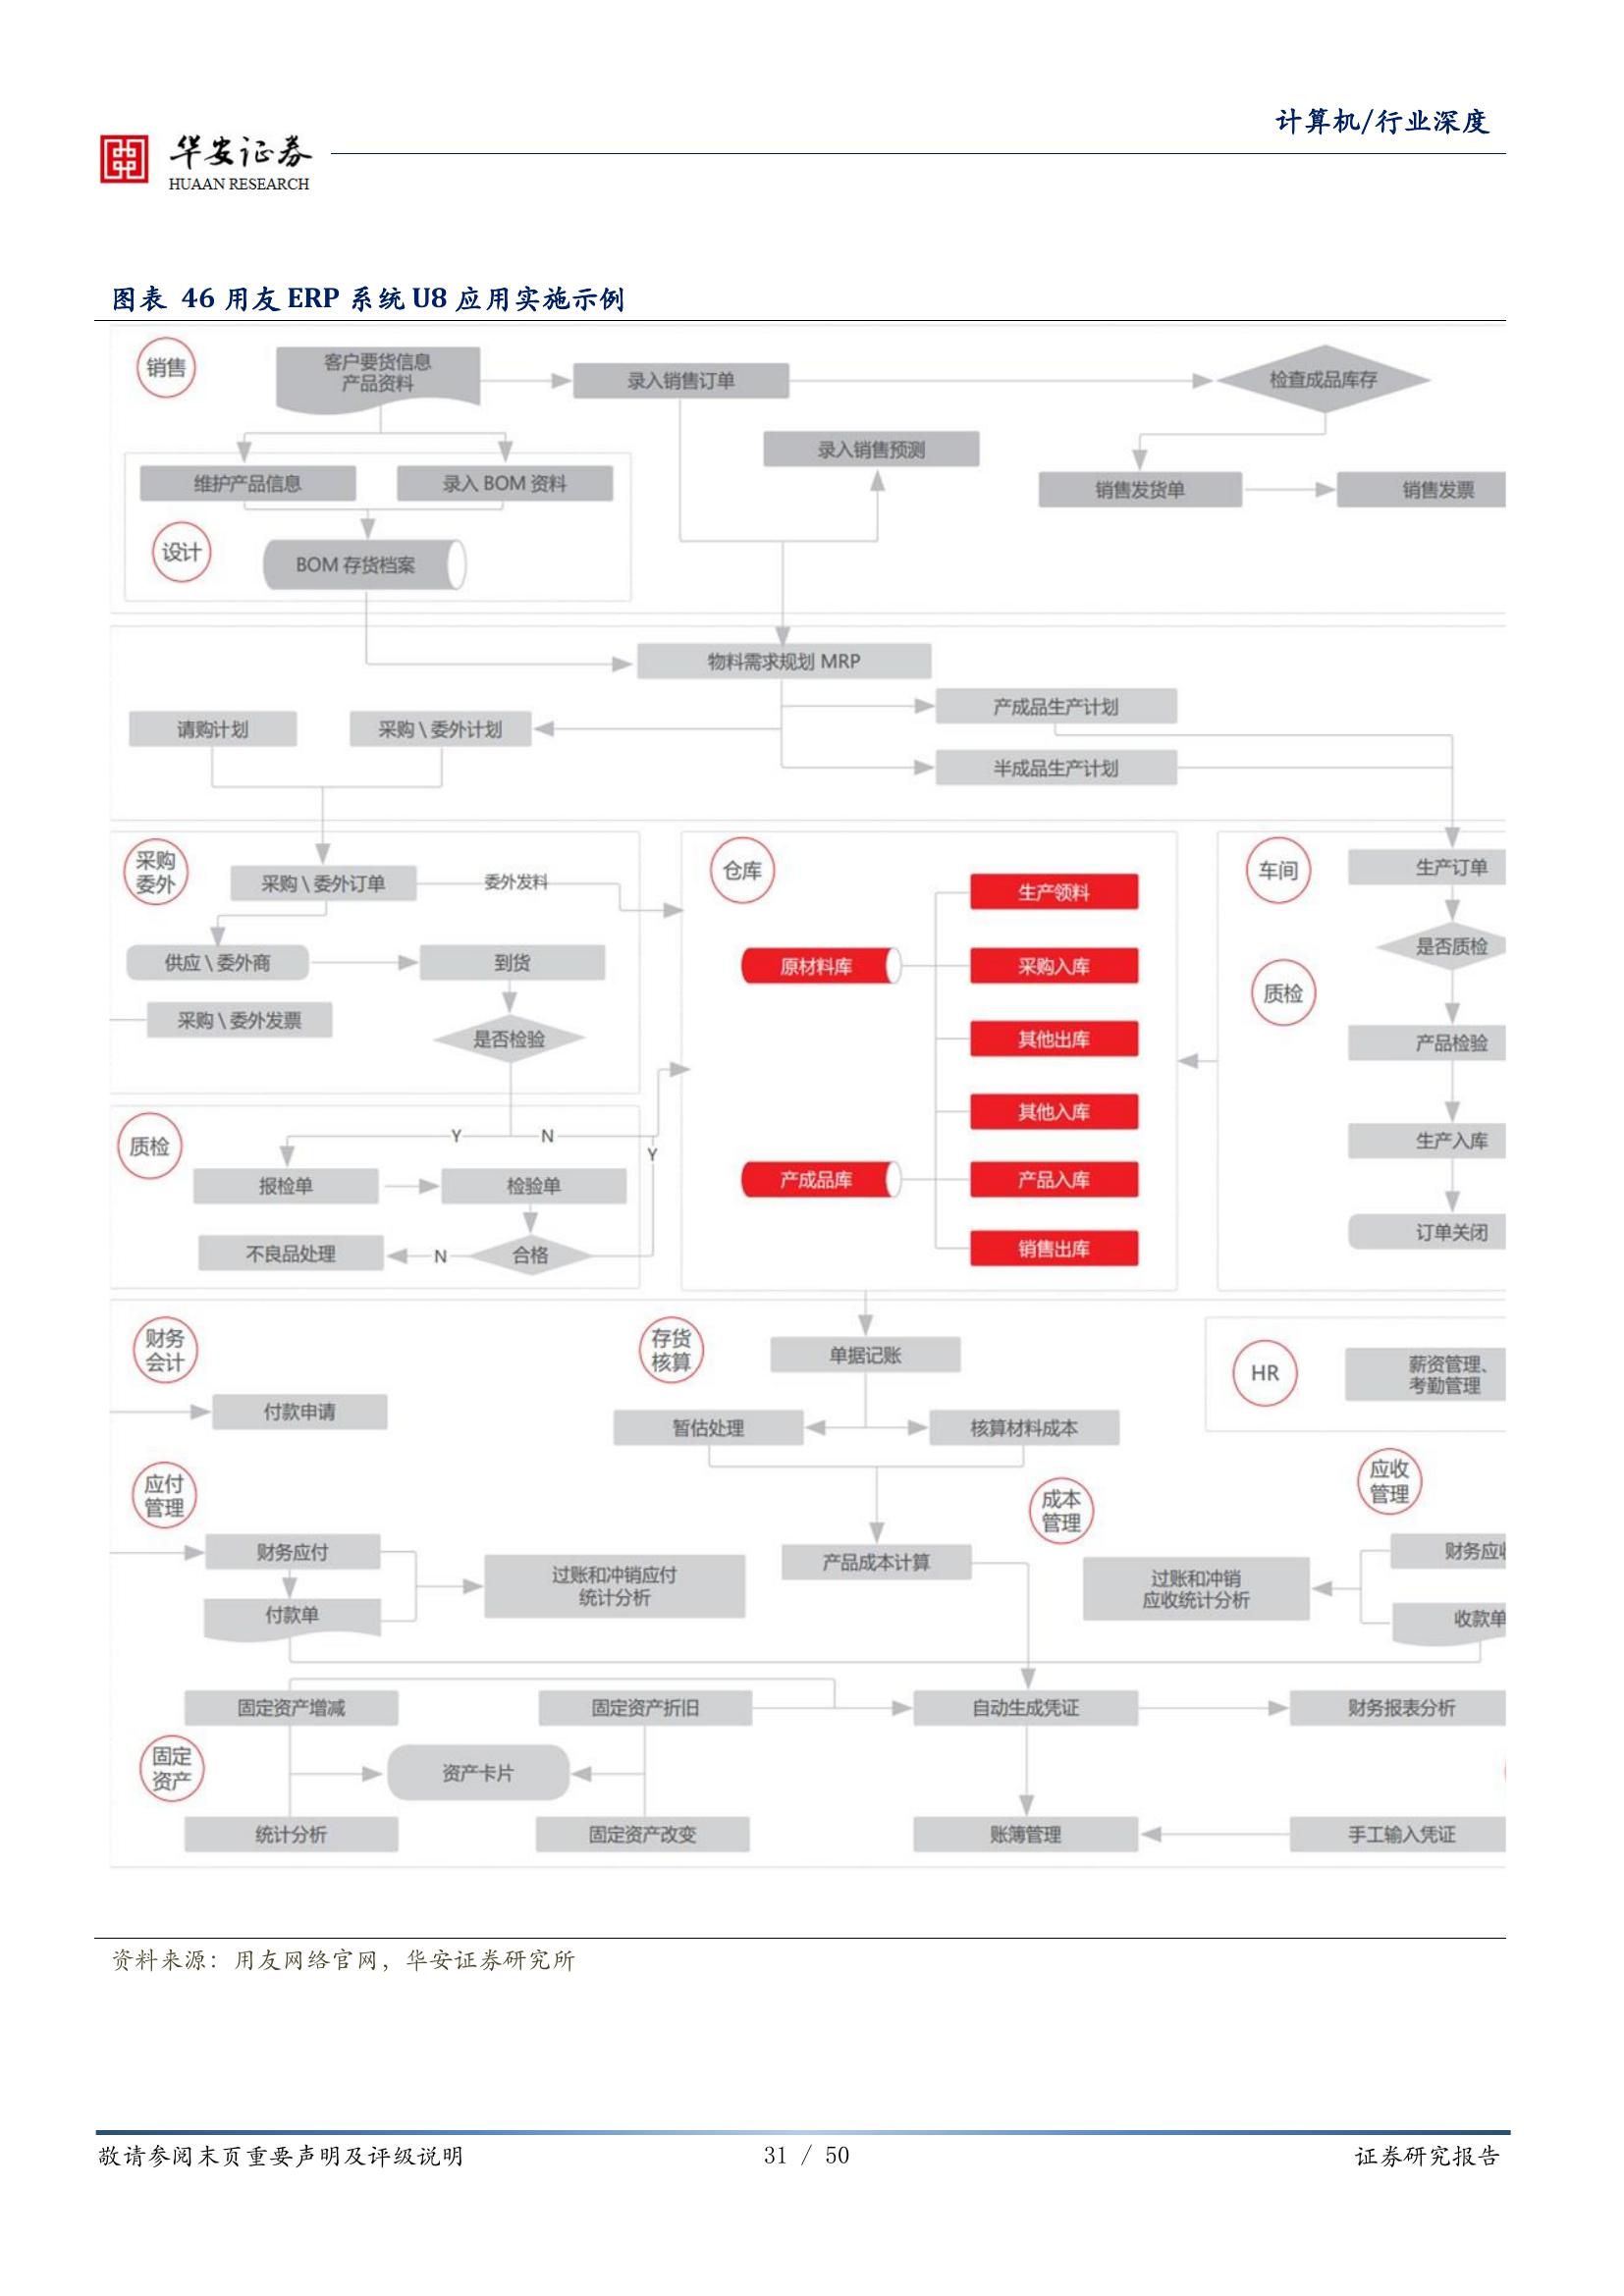 计算机/行业深度
华安证券
HUAAN RESEARCH
图表 46 用友 ERP 系统 U8 应用实施示例
销售
客户要货信息
产品资料
录入销售订单
检查成品库存
录入销售预测
维护产品信息
录入 BOM 资料
销售发货单
销售发票
设计
BOM 存货档案
物料需求规划 MRP
产成品生产计划
请购计划
采购 \ 委外计划
半成品生产计划
采购
委外
采购 \ 委外订单
委外发料
供应 \ 委外商
到货
采购 \ 委外发票
是否检验
质检
Y
N
Y
报检单
检验单
不良品处理
N
合格
仓库
生产领料
原材料库
采购入库
其他出库
其他入库
产成品库
产品入库
销售出库
车间
生产订单
是否质检
质检
产品检验
生产入库
订单关闭
财务
会计
付款申请
存货
核算
单据记账
暂估处理
核算材料成本
HR
薪资管理、
考勤管理
应付
管理
财务应付
付款单
过账和冲销应付
统计分析
产品成本计算
成本
管理
应收
管理
过账和冲销
应收统计分析
财务应收
收款单
固定资产增减
固定资产折旧
自动生成凭证
财务报表分析
固定
资产
资产卡片
统计分析
固定资产改变
账簿管理
手工输入凭证
资料来源：用友网络官网，华安证券研究所
敬请参阅末页重要声明及评级说明
31 / 50
证券研究报告